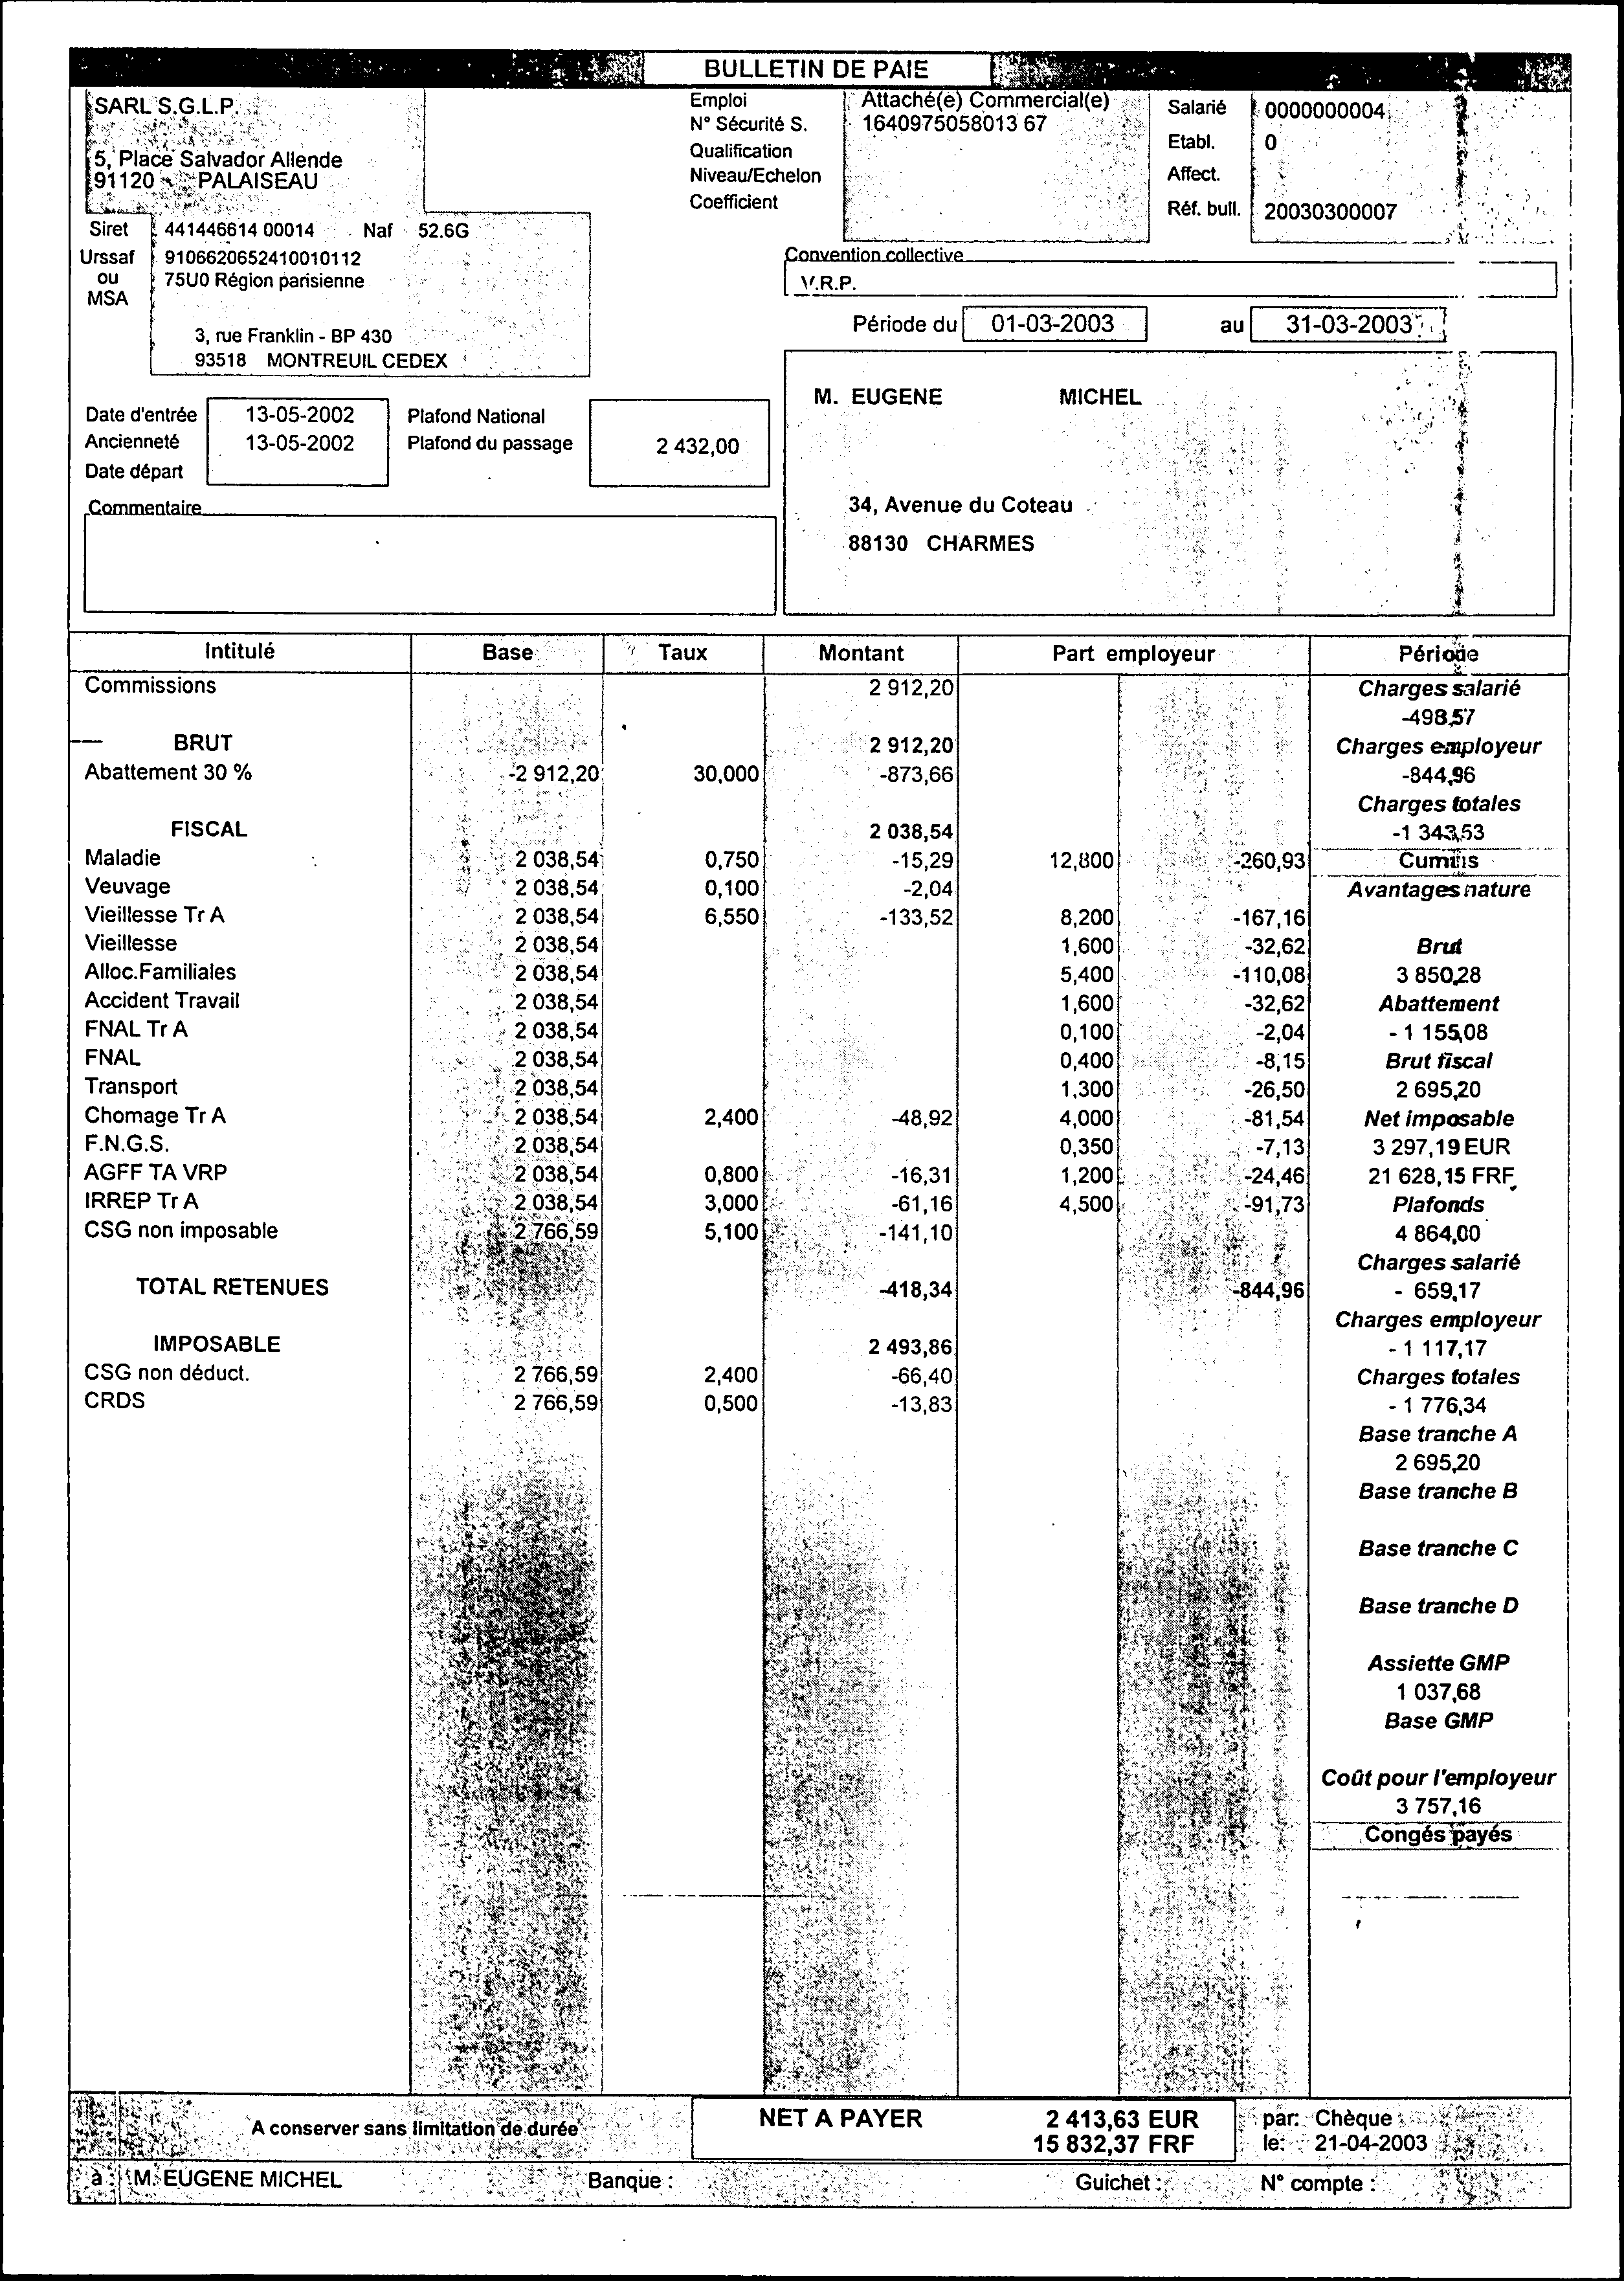 BULLETIN DE PAIE
SARL S.G.L.P.
5, Place Salvador Allende
91120 PALAISEAU
Siret 441446614 00014 Naf 52.6G
Urssaf 9106620652410010112
ou 75U0 Région parisienne
MSA
3, rue Franklin - BP 430
93518 MONTREUIL CEDEX
Emploi Attaché(e) Commercial(e)
N° Sécurité S. 1640975058013 67
Qualification
Niveau/Echelon
Coefficient
Salarié 0000000004
Etabl. 0
Affect.
Réf. bull. 20030300007
Convention collective
V.R.P.
Période du 01-03-2003 au 31-03-2003
Date d'entrée 13-05-2002 Plafond National
Ancienneté 13-05-2002 Plafond du passage 2 432,00
Date départ
Commentaire
M. EUGENE MICHEL
34, Avenue du Coteau
88130 CHARMES
Intitulé Base Taux Montant Part employeur Période
Commissions 2 912,20
BRUT 2 912,20
Abattement 30 % -2 912,20 30,000 -873,66
FISCAL 2 038,54
Maladie 2 038,54 0,750 -15,29 12,800 -260,93
Veuvage 2 038,54 0,100 -2,04
Vieillesse Tr A 2 038,54 6,550 -133,52 8,200 -167,16
Vieillesse 2 038,54 1,600 -32,62
Alloc.Familiales 2 038,54 5,400 -110,08
Accident Travail 2 038,54 1,600 -32,62
FNAL Tr A 2 038,54 0,100 -2,04
FNAL 2 038,54 0,400 -8,15
Transport 2 038,54 1,300 -26,50
Chomage Tr A 2 038,54 2,400 -48,92 4,000 -81,54
F.N.G.S. 2 038,54 0,350 -7,13
AGFF TA VRP 2 038,54 0,800 -16,31 1,200 -24,46
IRREP Tr A 2 038,54 3,000 -61,16 4,500 -91,73
CSG non imposable 2 766,59 5,100 -141,10
TOTAL RETENUES -418,34 -844,96
IMPOSABLE 2 493,86
CSG non déduct. 2 766,59 2,400 -66,40
CRDS 2 766,59 0,500 -13,83
Charges salarié
-498,57
Charges employeur
-844,96
Charges totales
-1 343,53
Cumuls
Avantages nature
Brut
3 850,28
Abattement
- 1 155,08
Brut fiscal
2 695,20
Net imposable
3 297,19 EUR
21 628,15 FRF
Plafonds
4 864,00
Charges salarié
- 659,17
Charges employeur
- 1 117,17
Charges totales
- 1 776,34
Base tranche A
2 695,20
Base tranche B
Base tranche C
Base tranche D
Assiette GMP
1 037,68
Base GMP
Coût pour l'employeur
3 757,16
Congés payés
A conserver sans limitation de durée
NET A PAYER 2 413,63 EUR
15 832,37 FRF
par: Chèque
le: 21-04-2003
à : M. EUGENE MICHEL Banque : Guichet : N° compte :